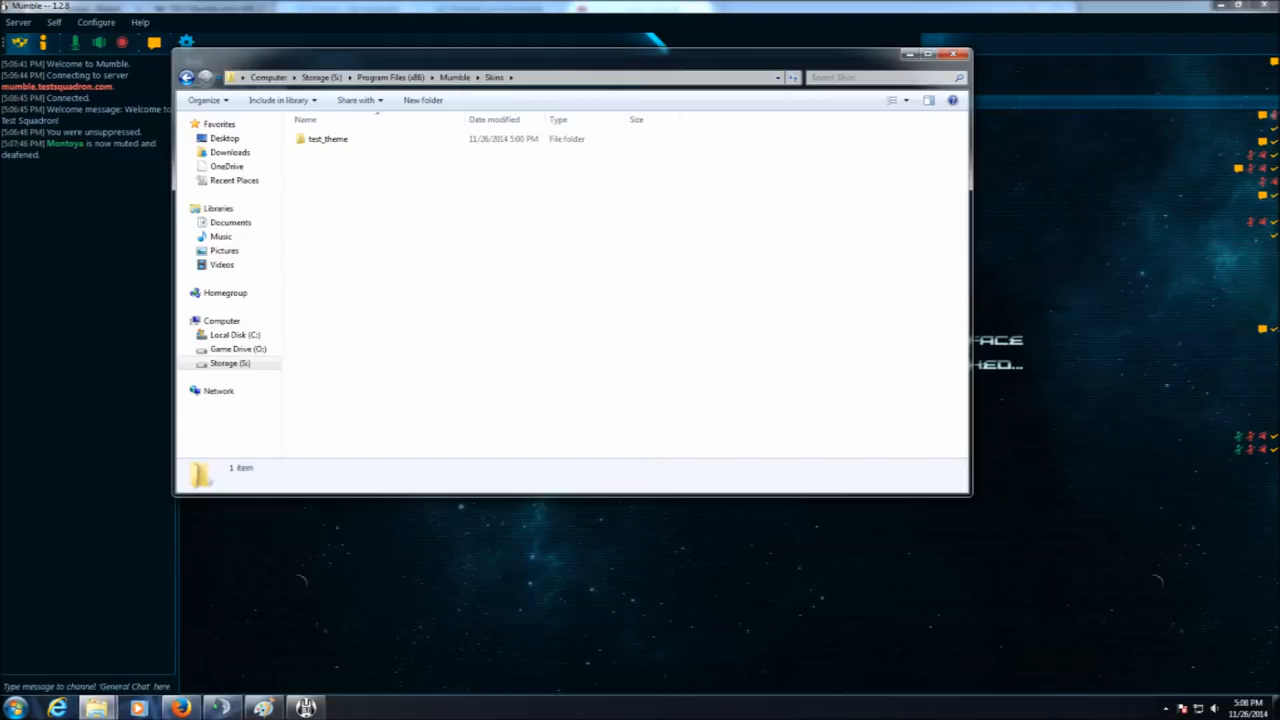 Mumble -- 1.2.8
Server Self Configure Help
[5:06:41 PM] Welcome to Mumble.
[5:06:44 PM] Connecting to server
mumble.testsquadron.com.
[5:06:45 PM] Connected.
[5:06:45 PM] Welcome message: Welcome to
Test Squadron!
[5:06:48 PM] You were unsuppressed.
[5:07:46 PM] Montoya is now muted and
deafened.
Computer Storage (S:) Program Files (x86) Mumble Skins
Search Skins
Organize Include in library Share with New folder
Name Date modified Type Size
test_theme 11/26/2014 5:00 PM File folder
Favorites
Desktop
Downloads
OneDrive
Recent Places
Libraries
Documents
Music
Pictures
Videos
Homegroup
Computer
Local Disk (C:)
Game Drive (O:)
Storage (S:)
Network
1 item
FACE
HED...
Type message to channel 'General Chat' here
5:08 PM
11/26/2014